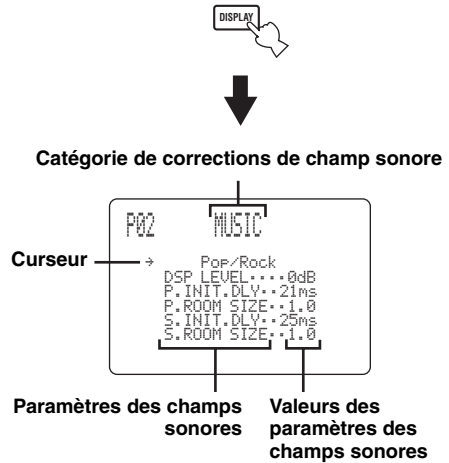 DISPLAY
Catégorie de corrections de champ sonore
P02 MUSIC
Curseur → Pop/Rock
DSP LEVEL····0dB
P.INIT.DLY··21ms
P.ROOM SIZE··1.0
S.INIT.DLY··25ms
S.ROOM SIZE··1.0
Paramètres des champs
sonores
Valeurs des
paramètres des
champs sonores